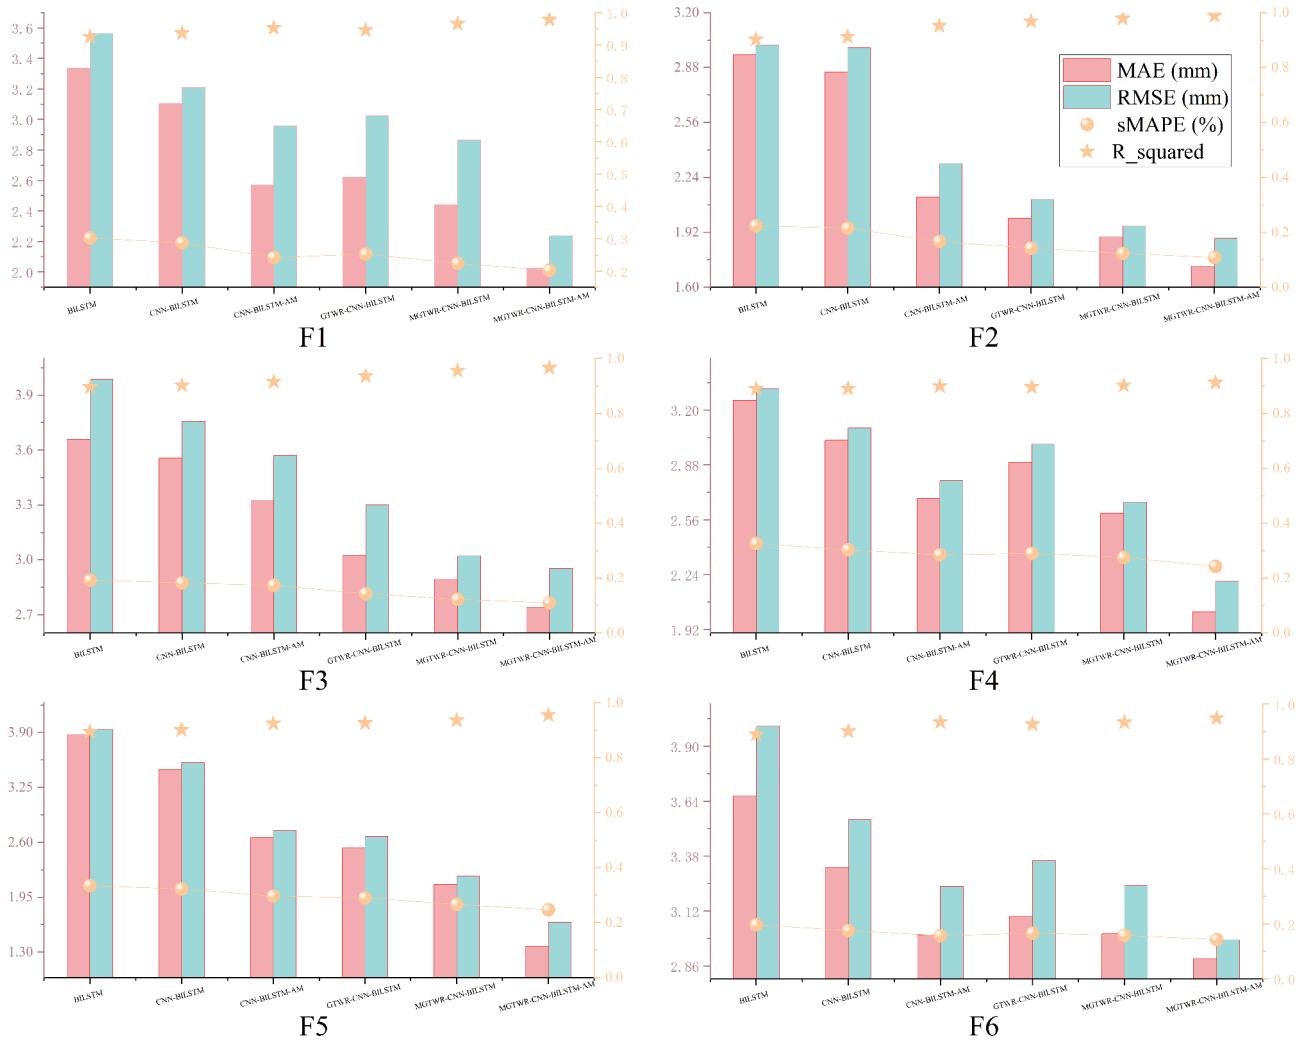 3.6
3.4
3.2
3.0
2.8
2.6
2.4
2.2
2.0
1.0
0.9
0.8
0.7
0.6
0.5
0.4
0.3
0.2
BILSTM
CNN-BILSTM
CNN-BILSTM-AM
GTWR-CNN-BILSTM
MGTWR-CNN-BILSTM
MGTWR-CNN-BILSTM-AM
F1
3.20
2.88
2.56
2.24
1.92
1.60
MAE (mm)
RMSE (mm)
sMAPE (%)
R_squared
1.0
0.8
0.6
0.4
0.2
0.0
BILSTM
CNN-BILSTM
CNN-BILSTM-AM
GTWR-CNN-BILSTM
MGTWR-CNN-BILSTM
MGTWR-CNN-BILSTM-AM
F2
3.9
3.6
3.3
3.0
2.7
1.0
0.8
0.6
0.4
0.2
0.0
BILSTM
CNN-BILSTM
CNN-BILSTM-AM
GTWR-CNN-BILSTM
MGTWR-CNN-BILSTM
MGTWR-CNN-BILSTM-AM
F3
3.20
2.88
2.56
2.24
1.92
1.0
0.8
0.6
0.4
0.2
0.0
BILSTM
CNN-BILSTM
CNN-BILSTM-AM
GTWR-CNN-BILSTM
MGTWR-CNN-BILSTM
MGTWR-CNN-BILSTM-AM
F4
3.90
3.25
2.60
1.95
1.30
1.0
0.8
0.6
0.4
0.2
0.0
BILSTM
CNN-BILSTM
CNN-BILSTM-AM
GTWR-CNN-BILSTM
MGTWR-CNN-BILSTM
MGTWR-CNN-BILSTM-AM
F5
3.90
3.64
3.38
3.12
2.86
1.0
0.8
0.6
0.4
0.2
0.0
BILSTM
CNN-BILSTM
CNN-BILSTM-AM
GTWR-CNN-BILSTM
MGTWR-CNN-BILSTM
MGTWR-CNN-BILSTM-AM
F6